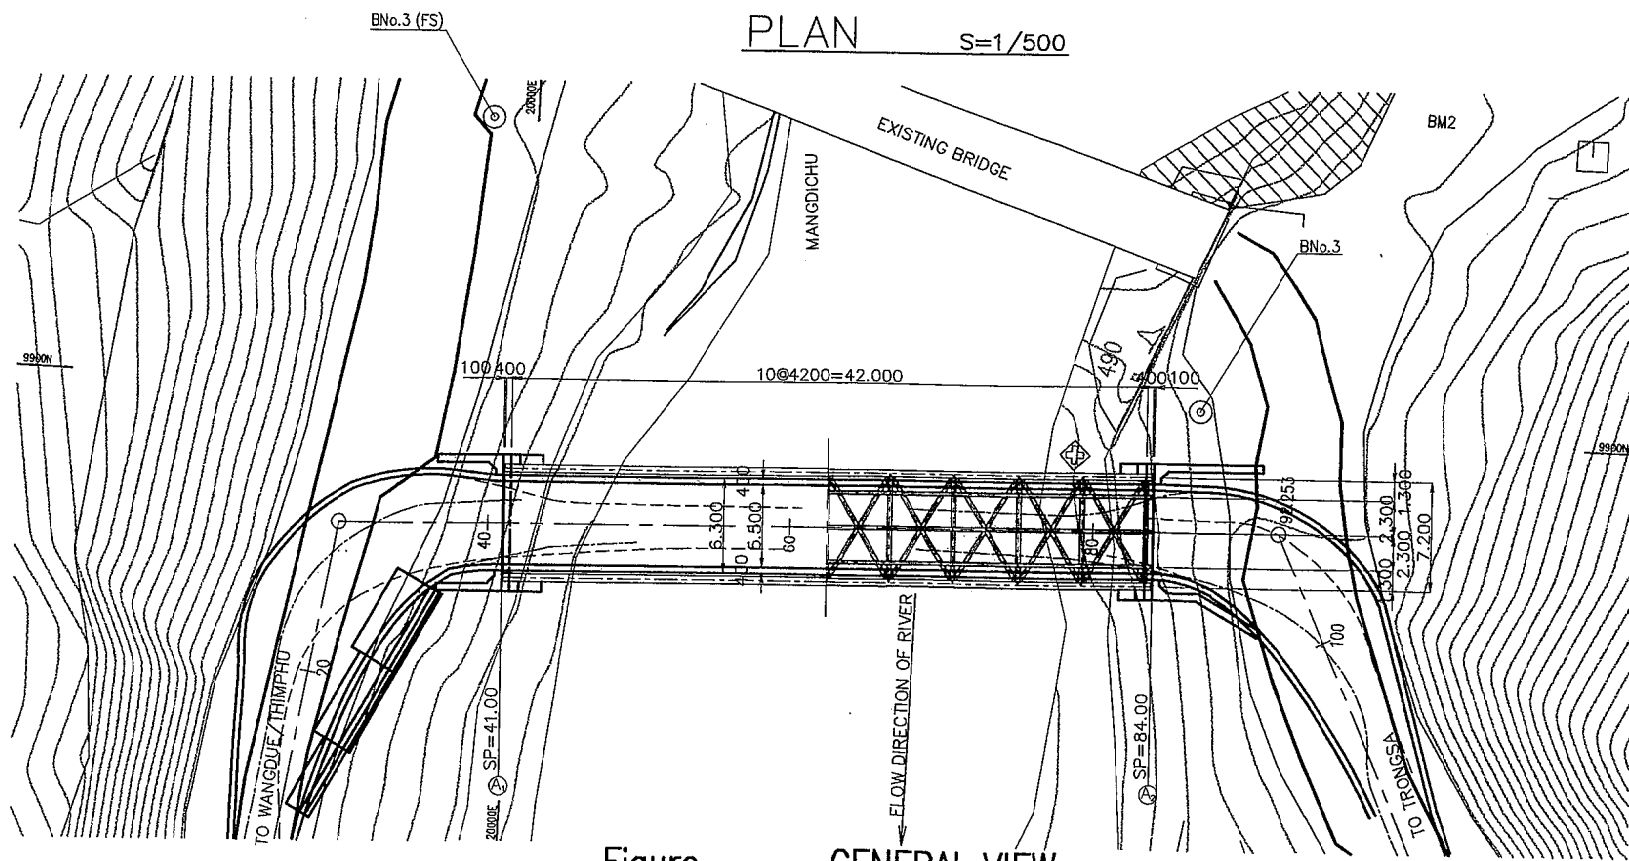 PLAN
S=1/500
BNo.3 (FS)
20000E
EXISTING BRIDGE
MANGDICHU
BM2
BNo.3
9900N
490
100 400
10@4200=42.000
400 100
9900N
40
6.300
5.500
60
80
92.253
2.300
2.300
1.300
7.200
20
100
TO WANGDUE/THIMPHU
SP=41.00
20000E
FLOW DIRECTION OF RIVER
SP=84.00
TO TRONGSA
Figure
GENERAL VIEW